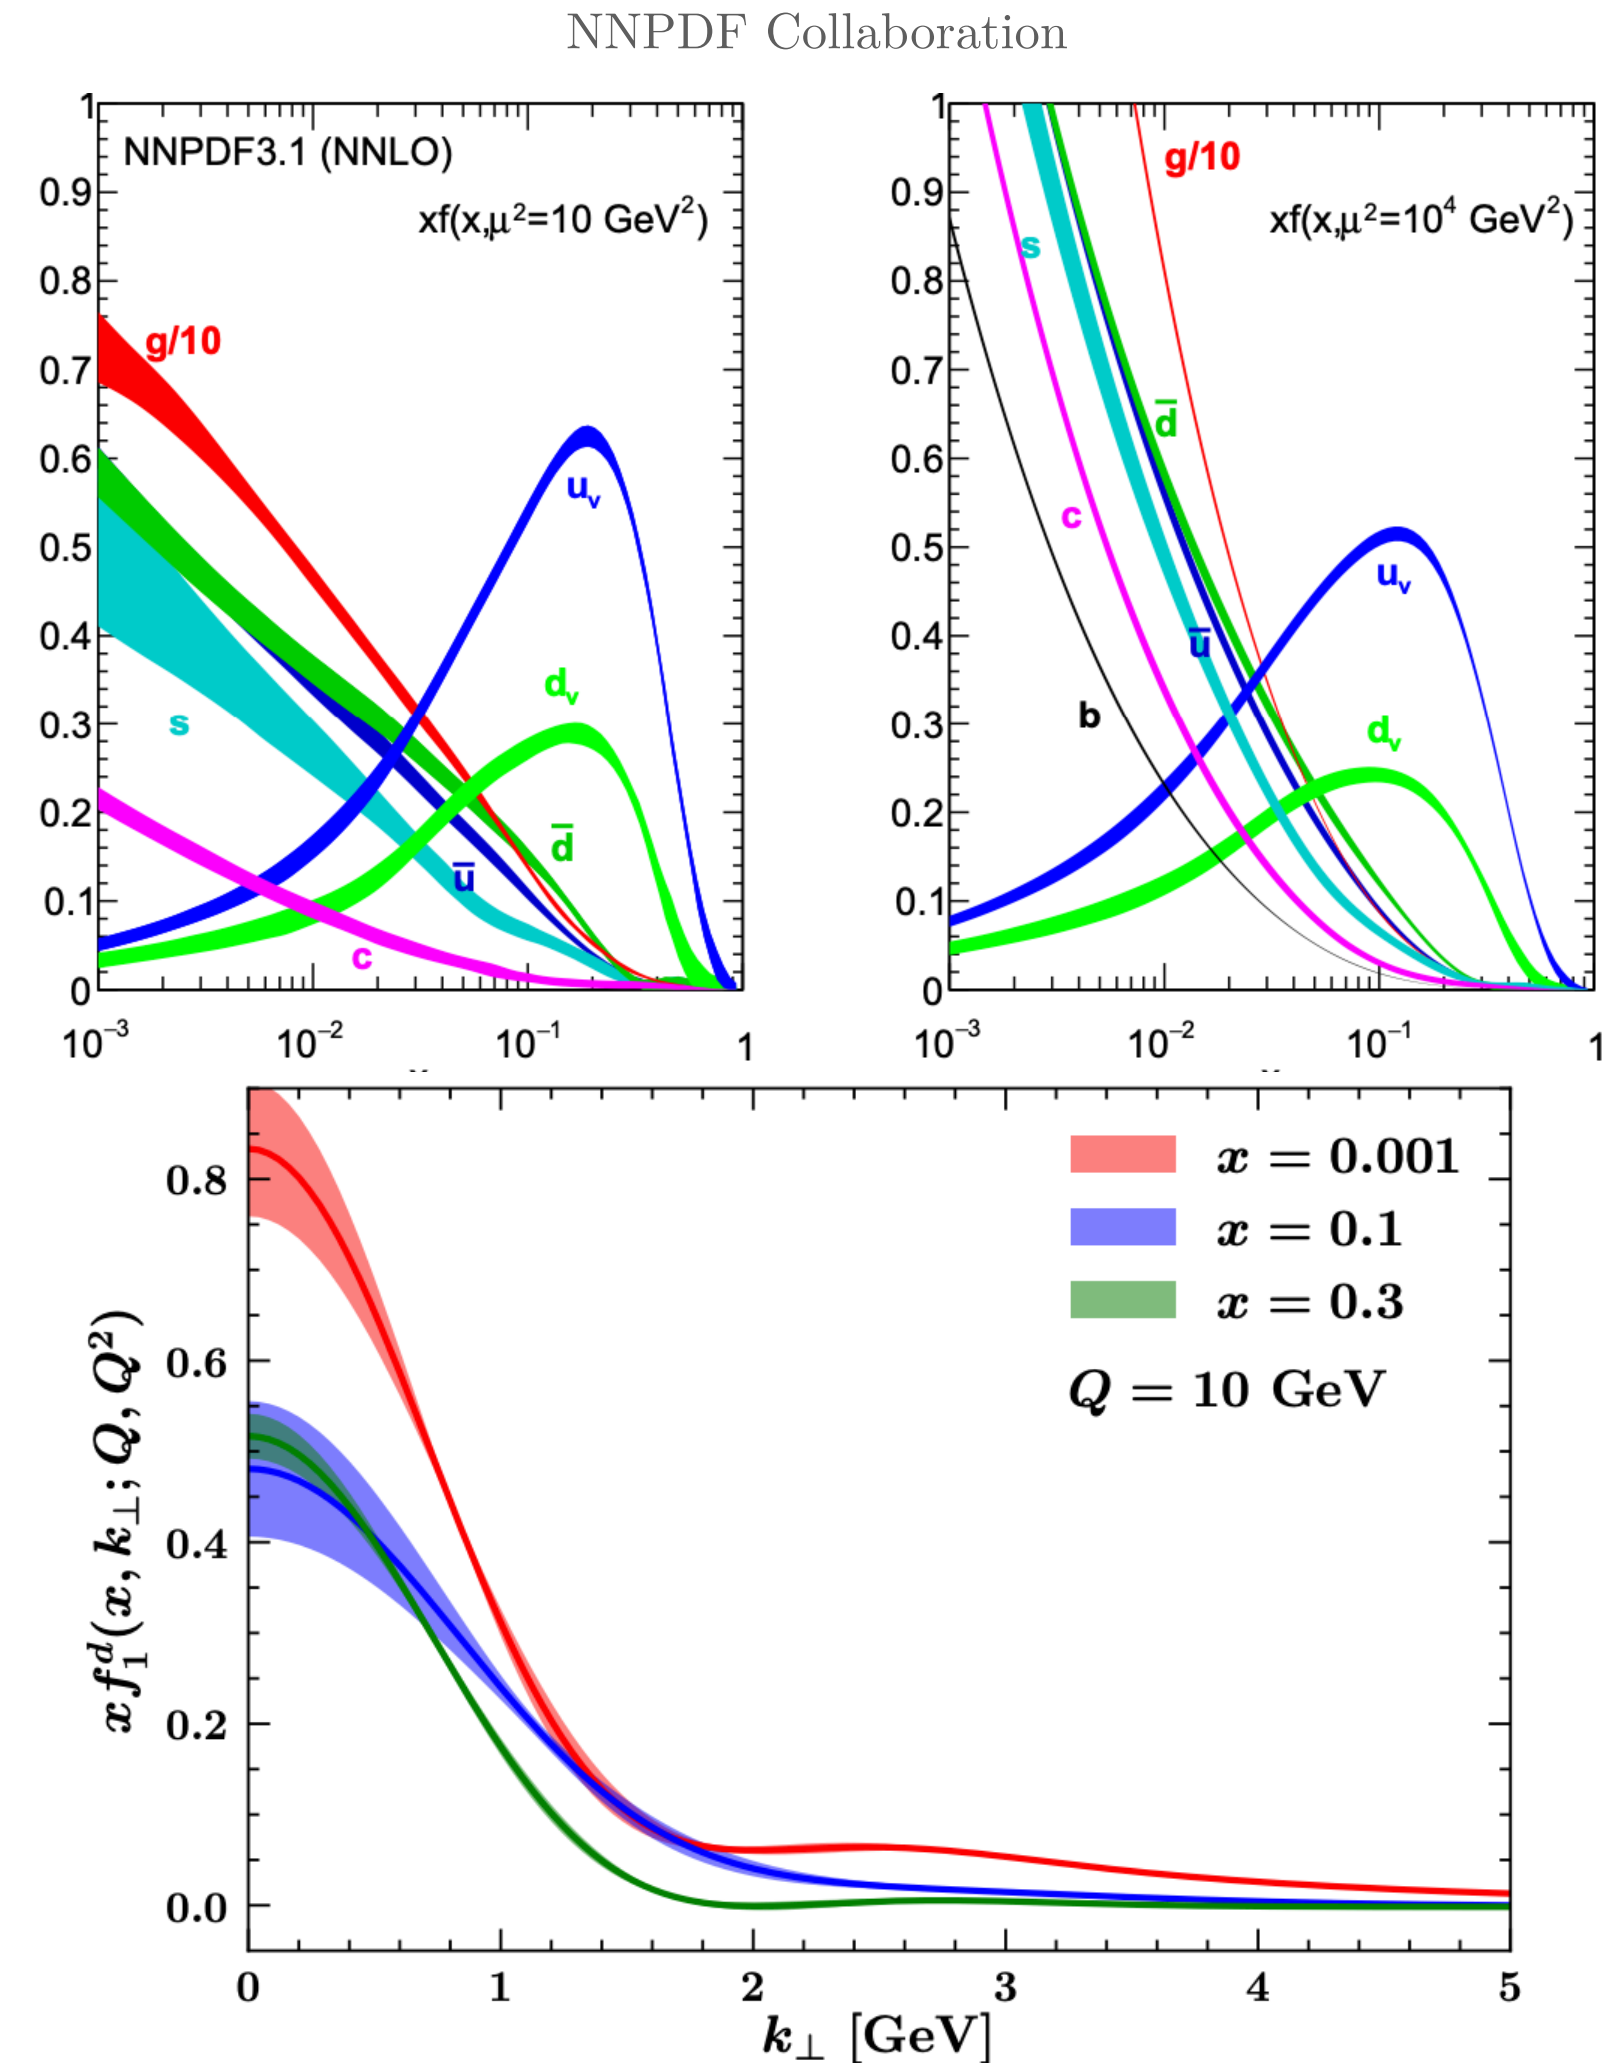 NNPDF Collaboration
NNPDF3.1 (NNLO)
xf(x,μ²=10 GeV²)
g/10
s
c
u_v
d_v
d̄
ū
1
0.9
0.8
0.7
0.6
0.5
0.4
0.3
0.2
0.1
0
10⁻³ 10⁻² 10⁻¹ 1
xf(x,μ²=10⁴ GeV²)
g/10
s
d̄
c
ū
b
u_v
d_v
1
0.9
0.8
0.7
0.6
0.5
0.4
0.3
0.2
0.1
0
10⁻³ 10⁻² 10⁻¹ 1
x = 0.001
x = 0.1
x = 0.3
Q = 10 GeV
xf₁ᵈ(x, k⊥; Q, Q²)
0.8
0.6
0.4
0.2
0.0
0 1 2 3 4 5
k⊥ [GeV]